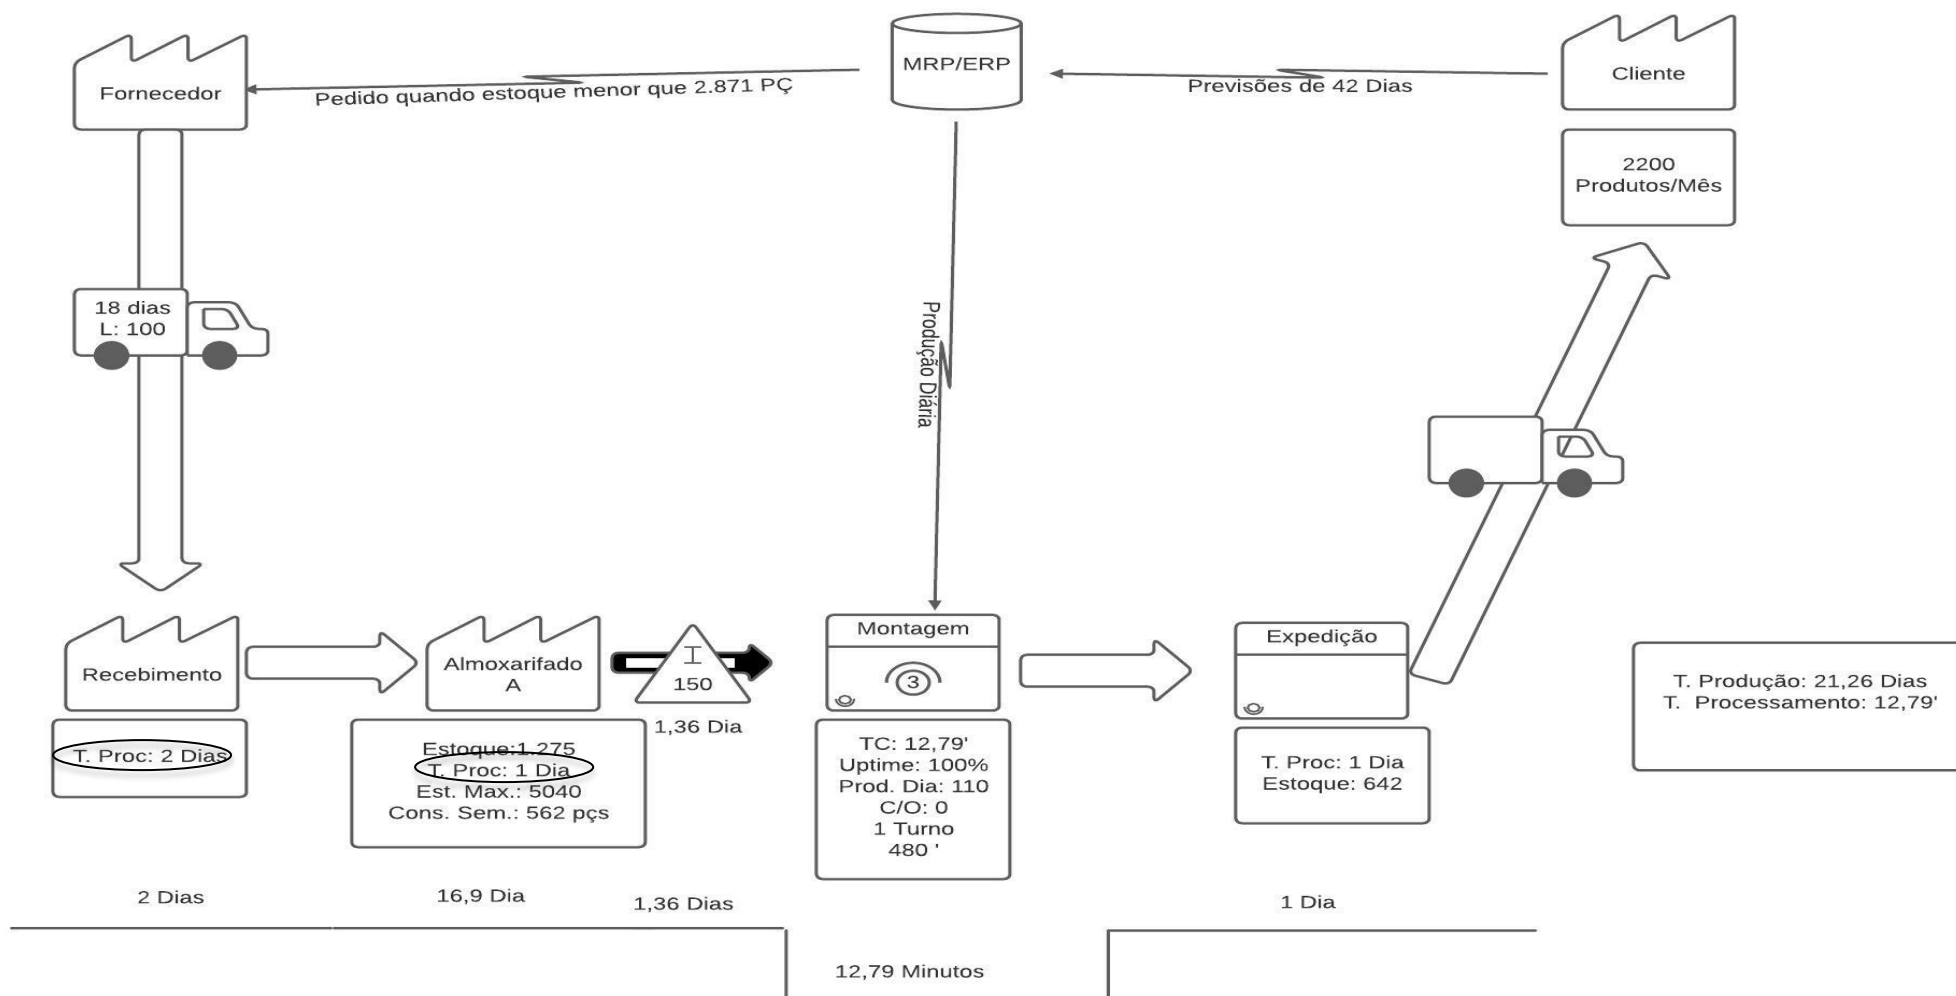 Fornecedor
Pedido quando estoque menor que 2.871 PÇ
MRP/ERP
Previsões de 42 Dias
Cliente
2200
Produtos/Mês
18 dias
L: 100
Produção Diária
Recebimento
T. Proc: 2 Dias
Almoxarifado
A
Estoque:1.275
T. Proc: 1 Dia
Est. Max.: 5040
Cons. Sem.: 562 pçs
I
150
1,36 Dia
Montagem
3
TC: 12,79'
Uptime: 100%
Prod. Dia: 110
C/O: 0
1 Turno
480 '
Expedição
T. Proc: 1 Dia
Estoque: 642
T. Produção: 21,26 Dias
T. Processamento: 12,79'
2 Dias
16,9 Dia
1,36 Dias
12,79 Minutos
1 Dia